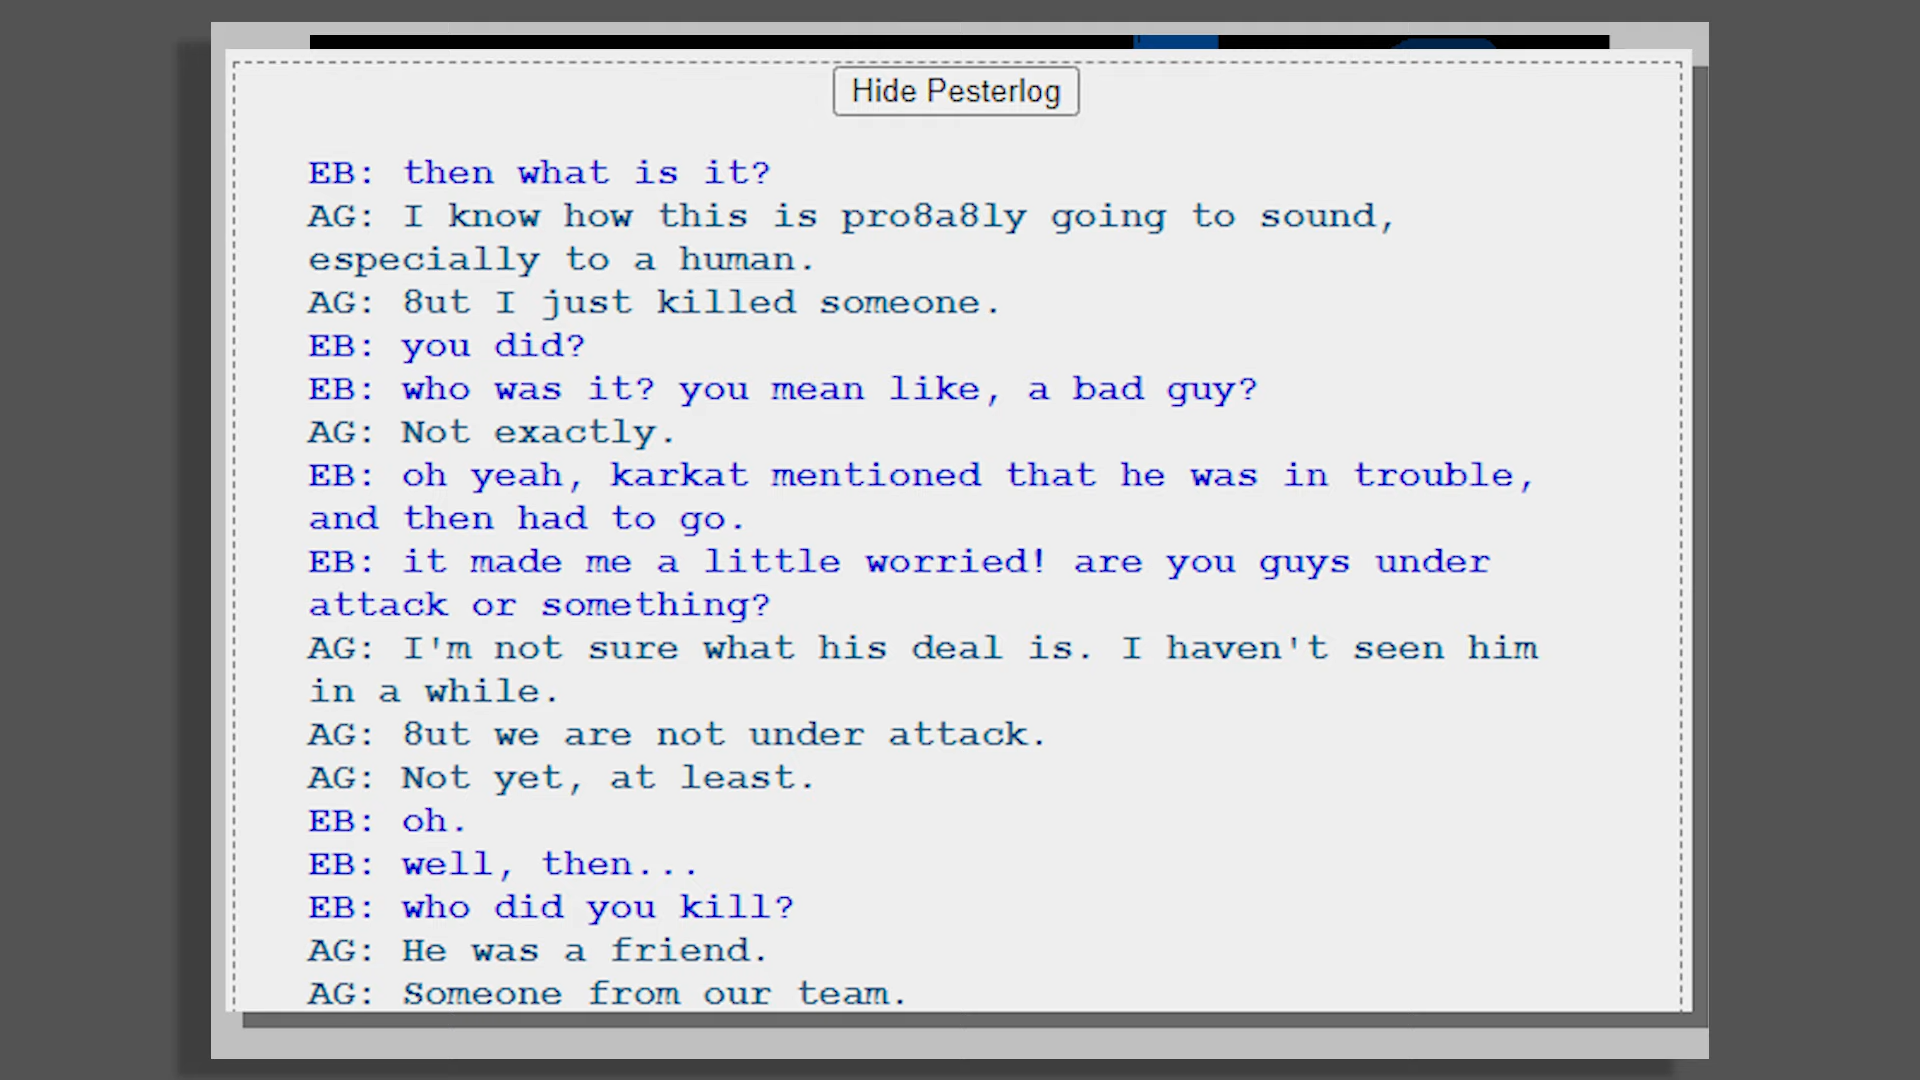 Hide Pesterlog
EB: then what is it?
AG: I know how this is pro8a8ly going to sound,
especially to a human.
AG: 8ut I just killed someone.
EB: you did?
EB: who was it? you mean like, a bad guy?
AG: Not exactly.
EB: oh yeah, karkat mentioned that he was in trouble,
and then had to go.
EB: it made me a little worried! are you guys under
attack or something?
AG: I'm not sure what his deal is. I haven't seen him
in a while.
AG: 8ut we are not under attack.
AG: Not yet, at least.
EB: oh.
EB: well, then...
EB: who did you kill?
AG: He was a friend.
AG: Someone from our team.